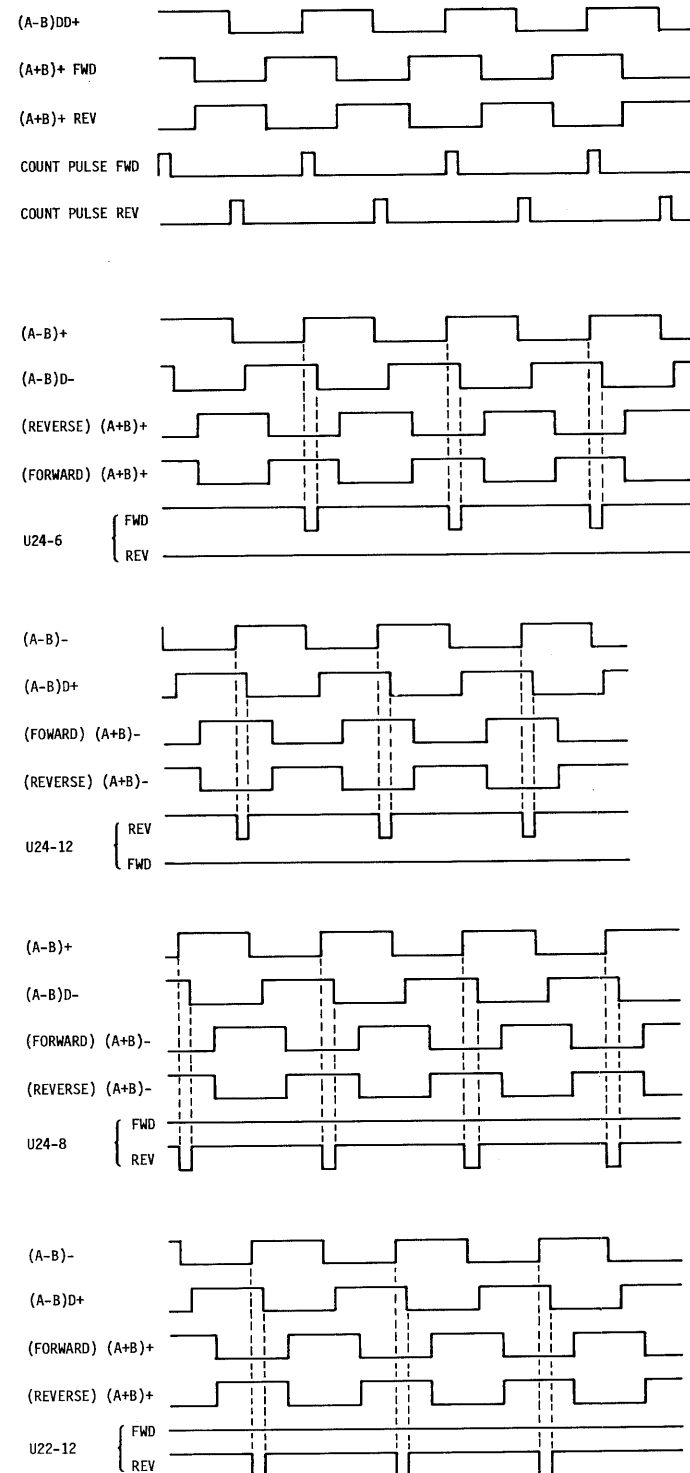 (A-B)DD+
(A+B)+ FWD
(A+B)+ REV
COUNT PULSE FWD
COUNT PULSE REV
(A-B)+
(A-B)D-
(REVERSE) (A+B)+
(FORWARD) (A+B)+
FWD
U24-6
REV
(A-B)-
(A-B)D+
(FOWARD) (A+B)-
(REVERSE) (A+B)-
REV
U24-12
FWD
(A-B)+
(A-B)D-
(FORWARD) (A+B)-
(REVERSE) (A+B)-
FWD
U24-8
REV
(A-B)-
(A-B)D+
(FORWARD) (A+B)+
(REVERSE) (A+B)+
FWD
U22-12
REV